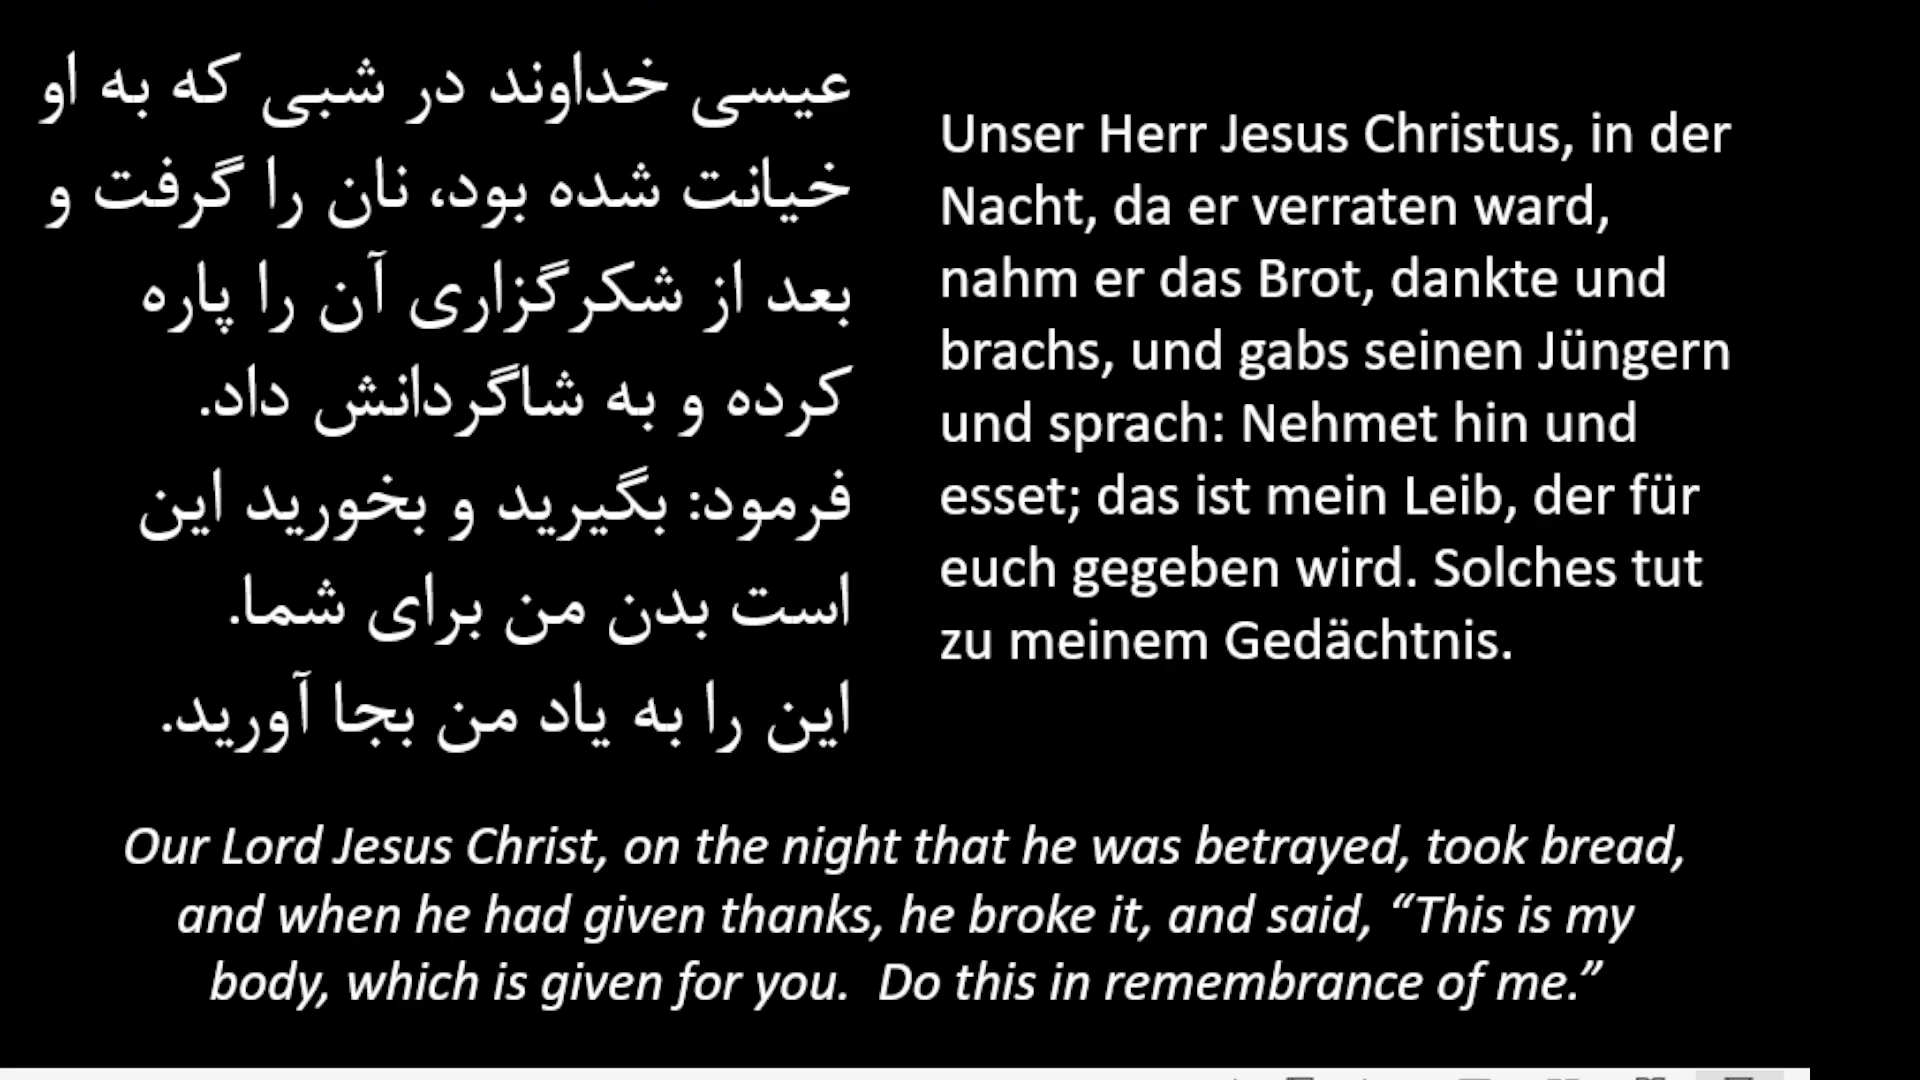 عیسی خداوند در شبی که به او
خیانت شده بود، نان را گرفت و
بعد از شکرگزاری آن را پاره
کرده و به شاگردانش داد.
فرمود: بگیرید و بخورید این
است بدن من برای شما.
این را به یاد من بجا آورید.
Unser Herr Jesus Christus, in der
Nacht, da er verraten ward,
nahm er das Brot, dankte und
brachs, und gabs seinen Jüngern
und sprach: Nehmet hin und
esset; das ist mein Leib, der für
euch gegeben wird. Solches tut
zu meinem Gedächtnis.
Our Lord Jesus Christ, on the night that he was betrayed, took bread,
and when he had given thanks, he broke it, and said, “This is my
body, which is given for you.  Do this in remembrance of me.”